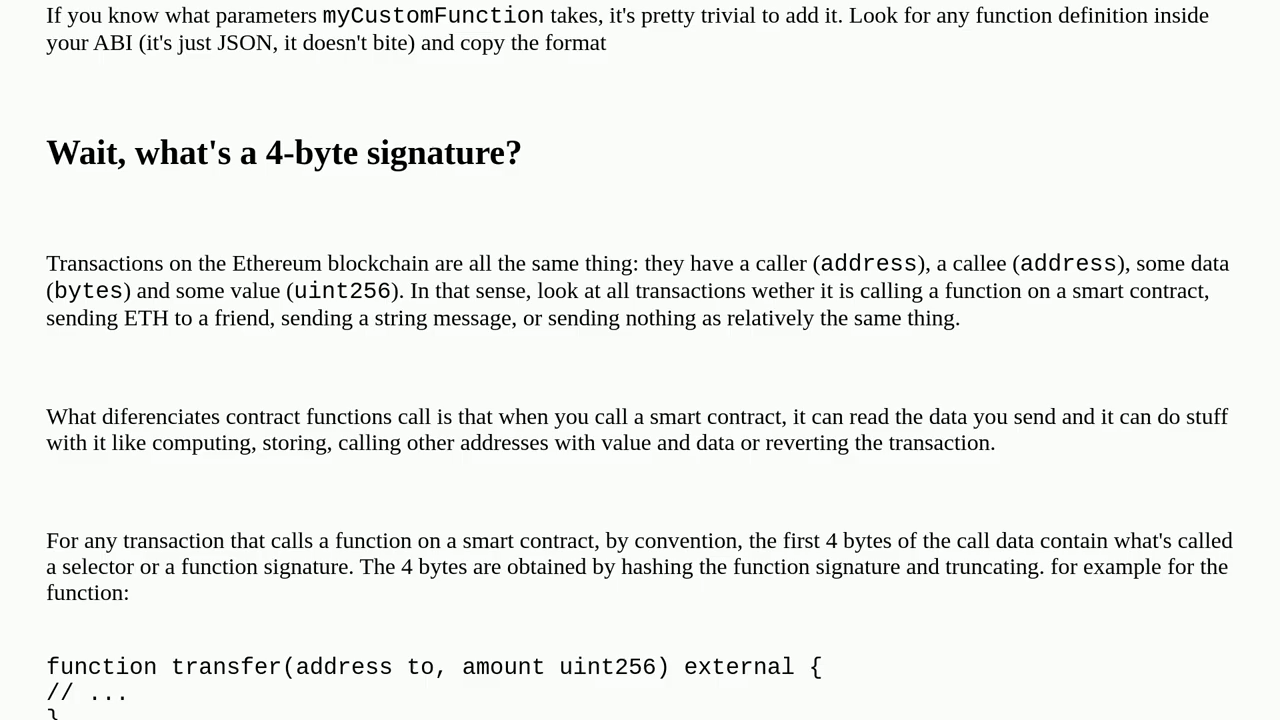 If you know what parameters myCustomFunction takes, it's pretty trivial to add it. Look for any function definition inside
your ABI (it's just JSON, it doesn't bite) and copy the format
Wait, what's a 4-byte signature?
Transactions on the Ethereum blockchain are all the same thing: they have a caller (address), a callee (address), some data
(bytes) and some value (uint256). In that sense, look at all transactions wether it is calling a function on a smart contract,
sending ETH to a friend, sending a string message, or sending nothing as relatively the same thing.
What diferenciates contract functions call is that when you call a smart contract, it can read the data you send and it can do stuff
with it like computing, storing, calling other addresses with value and data or reverting the transaction.
For any transaction that calls a function on a smart contract, by convention, the first 4 bytes of the call data contain what's called
a selector or a function signature. The 4 bytes are obtained by hashing the function signature and truncating. for example for the
function:
function transfer(address to, amount uint256) external {
// ...
}